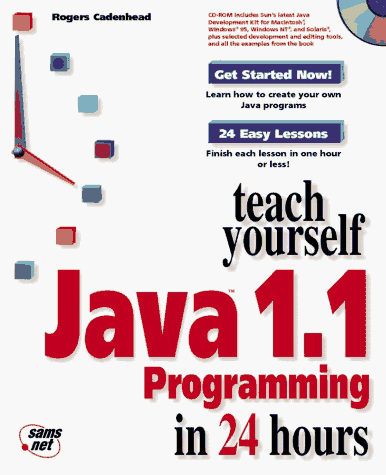 Rogers Cadenhead
CD-ROM includes Sun's latest Java
Development Kit for Macintosh®,
Windows® 95, Windows NT®, and Solaris®,
plus selected development and editing tools,
and all the examples from the book
Get Started Now!
Learn how to create your own
Java programs
24 Easy Lessons
Finish each lesson in one hour
or less!
teach
yourself
Java™ 1.1
Programming
in 24 hours
sams
.net